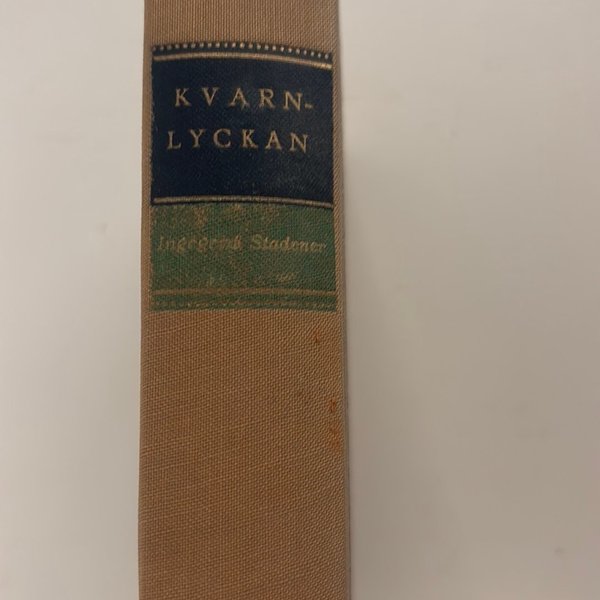 KVARN-
LYCKAN
Ingegerd Stadener